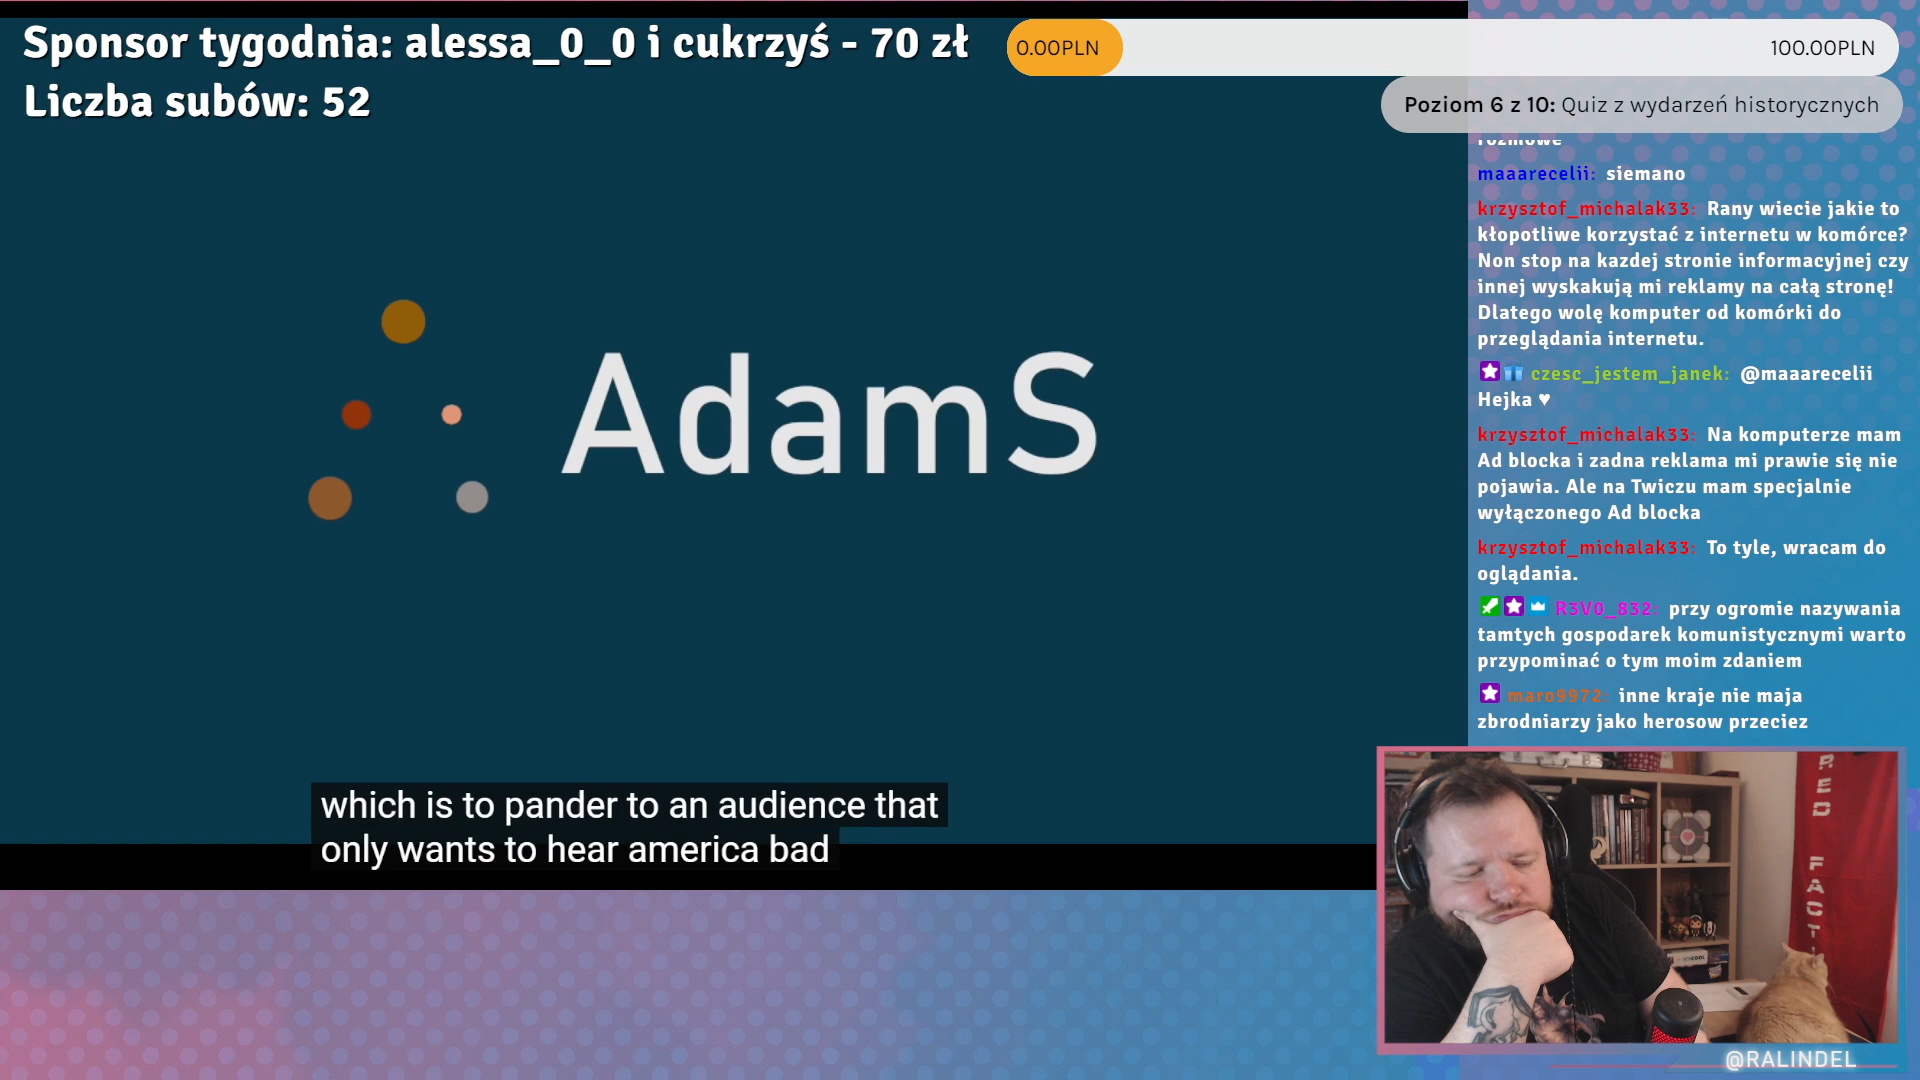 Sponsor tygodnia: alessa_0_0 i cukrzyś - 70 zł
Liczba subów: 52
0.00PLN
100.00PLN
Poziom 6 z 10: Quiz z wydarzeń historycznych
rozmowe
maaarecelii: siemano
krzysztof_michalak33: Rany wiecie jakie to
kłopotliwe korzystać z internetu w komórce?
Non stop na kazdej stronie informacyjnej czy
innej wyskakują mi reklamy na całą stronę!
Dlatego wolę komputer od komórki do
przeglądania internetu.
czesc_jestem_janek: @maaarecelii
Hejka ♥
krzysztof_michalak33: Na komputerze mam
Ad blocka i zadna reklama mi prawie się nie
pojawia. Ale na Twiczu mam specjalnie
wyłączonego Ad blocka
krzysztof_michalak33: To tyle, wracam do
oglądania.
R3V0_832: przy ogromie nazywania
tamtych gospodarek komunistycznymi warto
przypominać o tym moim zdaniem
maro9972: inne kraje nie maja
zbrodniarzy jako herosow przeciez
AdamS
which is to pander to an audience that
only wants to hear america bad
RED FACT
@RALINDEL